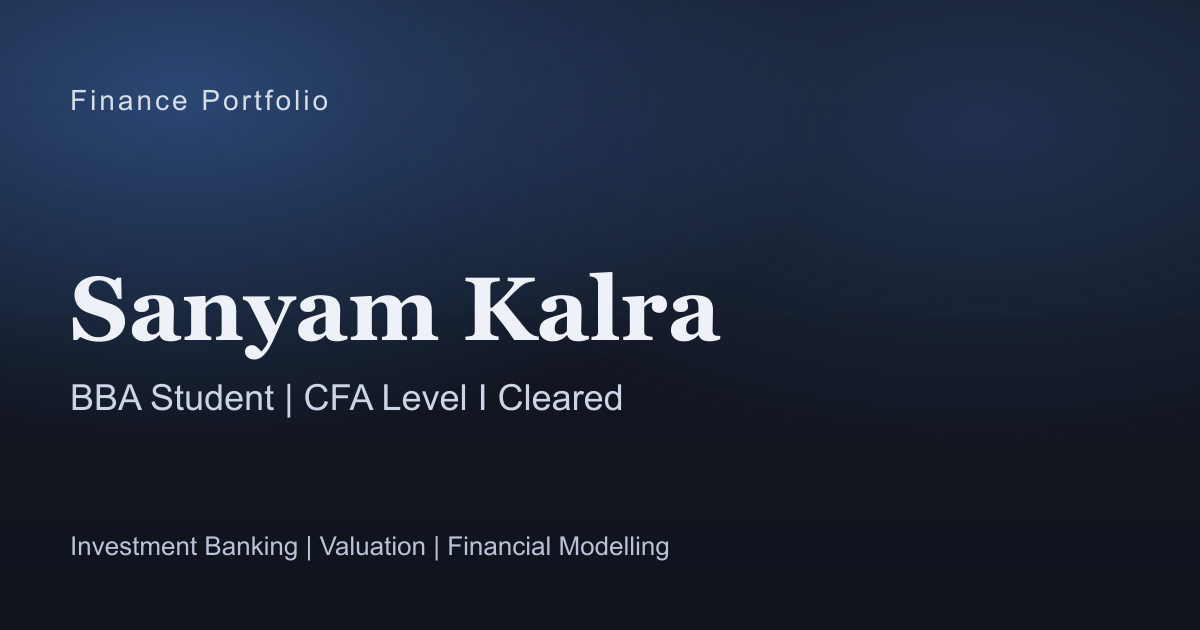 Finance Portfolio
Sanyam Kalra
BBA Student | CFA Level I Cleared
Investment Banking | Valuation | Financial Modelling